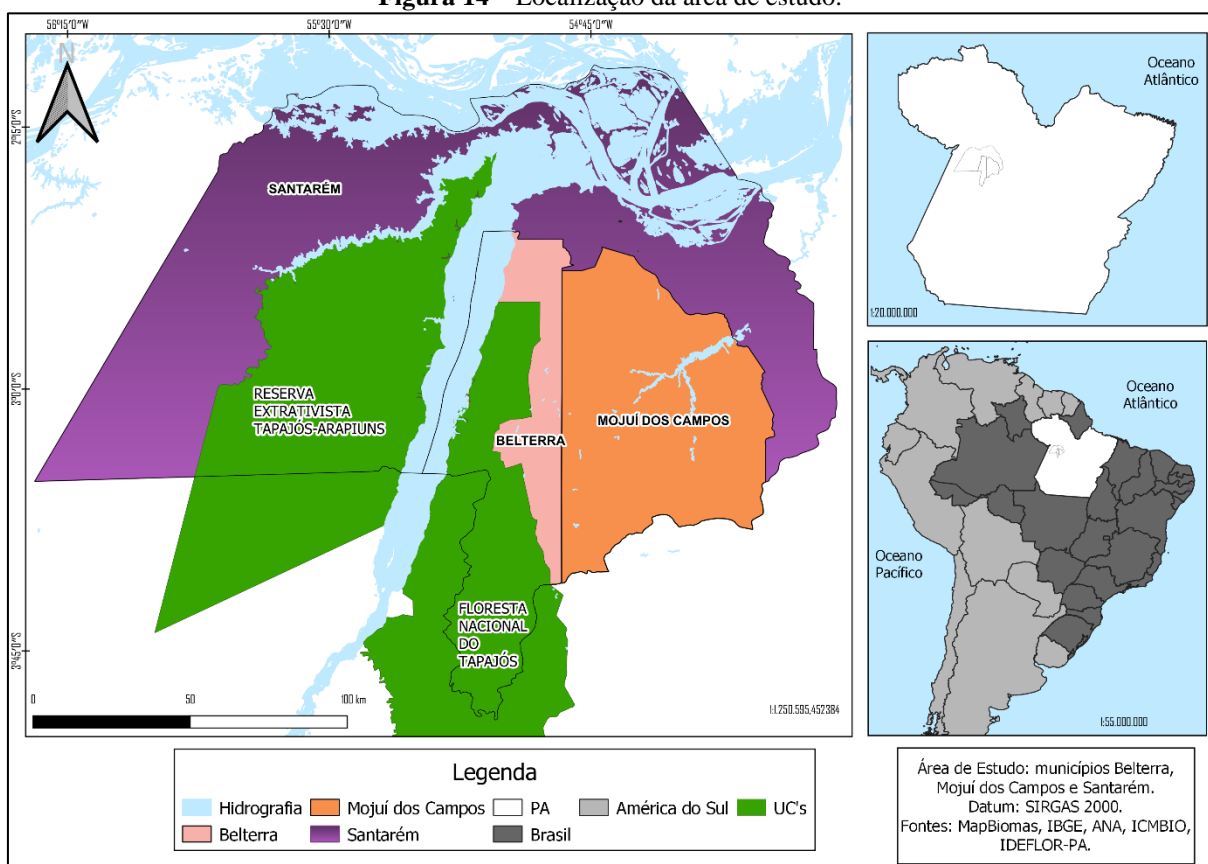 Figura 14 – Localização da área de estudo.
56°15'0"W
55°30'0"W
54°45'0"W
N
2°15'0"S
3°0'0"S
3°45'0"S
SANTARÉM
RESERVA
EXTRATIVISTA
TAPAJÓS-ARAPIUNS
BELTERRA
MOJUÍ DOS CAMPOS
FLORESTA
NACIONAL
DO
TAPAJÓS
0
50
100 km
1:1.250.595,452384
Oceano
Atlântico
1:20.000.000
Oceano
Atlântico
Oceano
Pacífico
1:55.000.000
Legenda
Hidrografia
Mojuí dos Campos
PA
América do Sul
UC's
Belterra
Santarém
Brasil
Área de Estudo: municípios Belterra,
Mojuí dos Campos e Santarém.
Datum: SIRGAS 2000.
Fontes: MapBiomas, IBGE, ANA, ICMBIO,
IDEFLOR-PA.